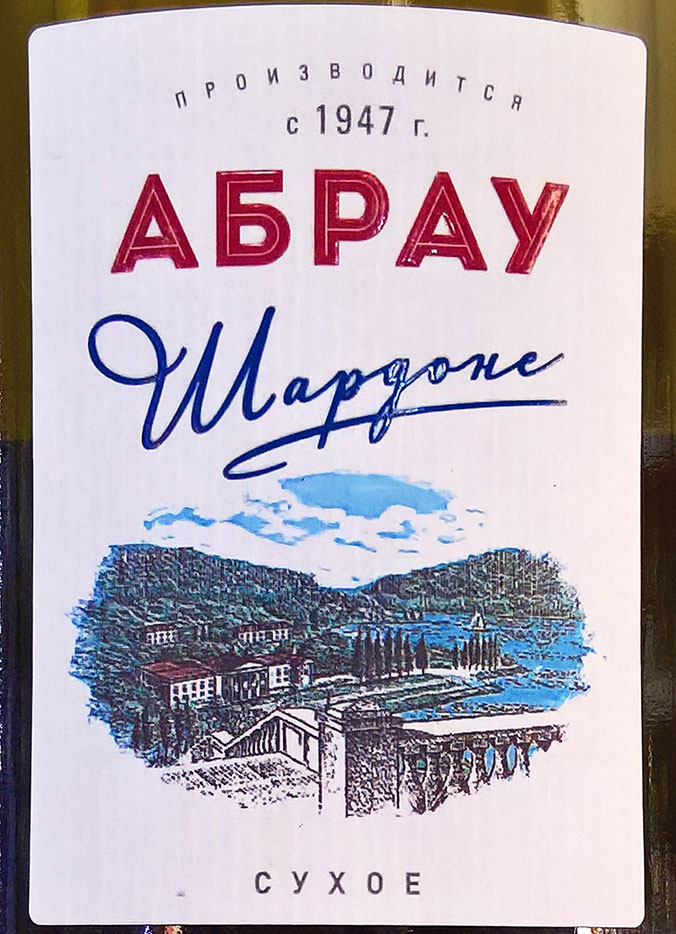 ПРОИЗВОДИТСЯ
с 1947 г.
АБРАУ
Шардоне
СУХОЕ